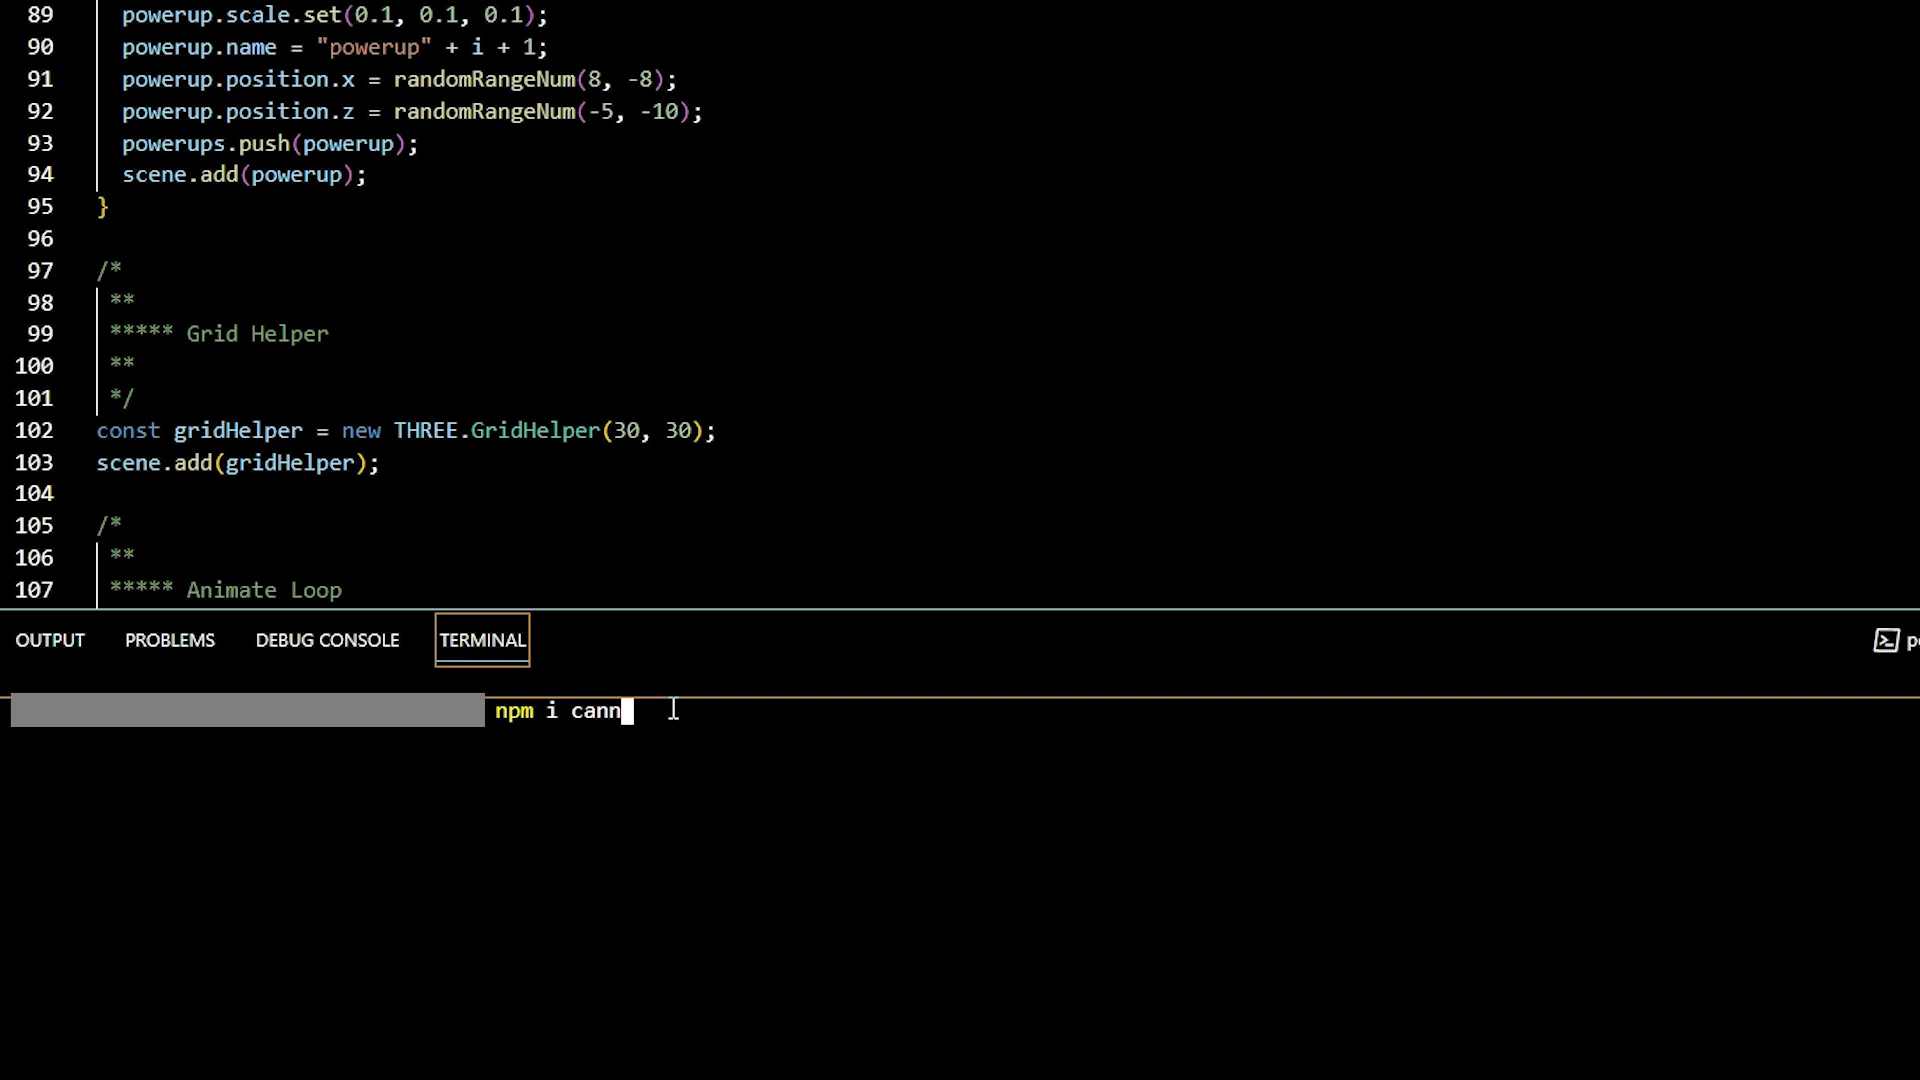 89 powerup.scale.set(0.1, 0.1, 0.1);
90 powerup.name = "powerup" + i + 1;
91 powerup.position.x = randomRangeNum(8, -8);
92 powerup.position.z = randomRangeNum(-5, -10);
93 powerups.push(powerup);
94 scene.add(powerup);
95 }
96
97 /*
98 **
99 ***** Grid Helper
100 **
101 */
102 const gridHelper = new THREE.GridHelper(30, 30);
103 scene.add(gridHelper);
104
105 /*
106 **
107 ***** Animate Loop
OUTPUT PROBLEMS DEBUG CONSOLE TERMINAL
npm i cann